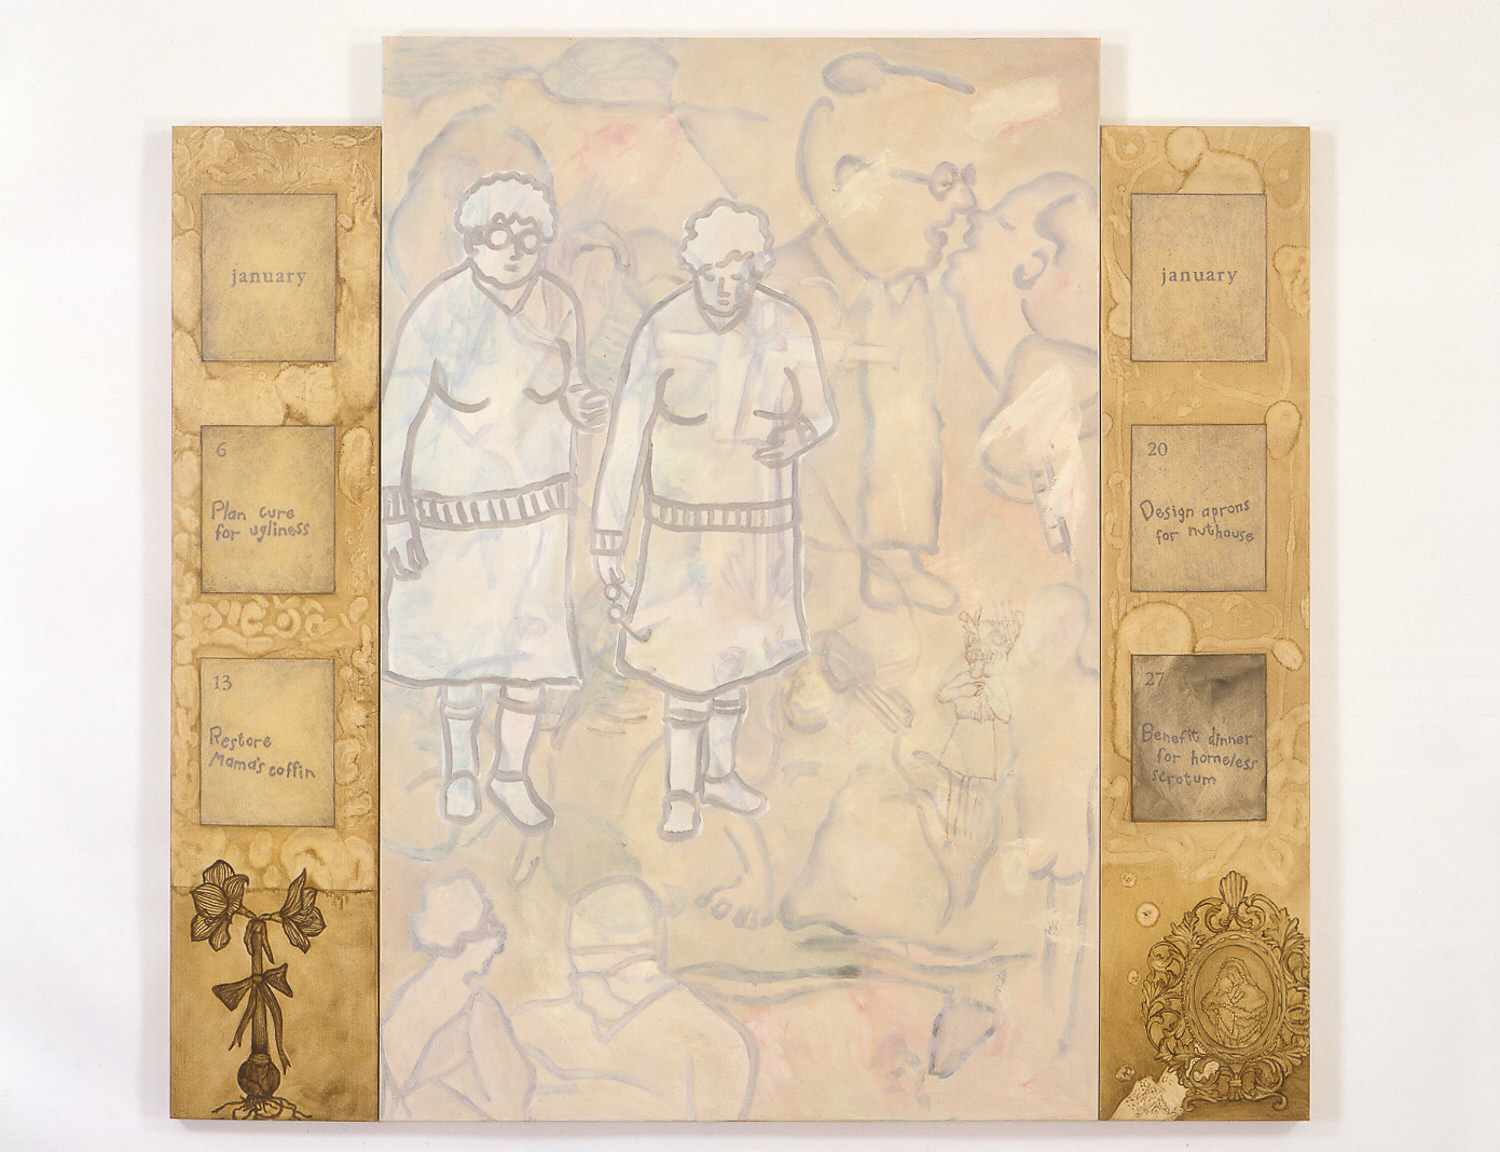 january
6
Plan cure
for ugliness
13
Restore
Mama's coffin
january
20
Design aprons
for nuthouse
27
Benefit dinner
for homeless
scrotum